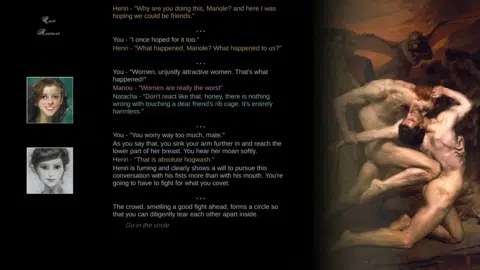 Quit
Restart
Henri - "Why are you doing this, Mariole? and here I was
hoping we could be friends."
• • •
You - "I once hoped for it too."
Henri - "What happened, Mariole? What happened to us?"
• • •
You - "Women, unjustly attractive women. That's what
happened!"
Manou - "Women are really the worst"
Natacha - "Don't react like that, honey, there is nothing
wrong with touching a dear friend's rib cage. It's entirely
harmless."
• • •
You - "You worry way too much, mate."
As you say that, you sink your arm further in and reach the
lower part of her breast. You hear her moan softly.
Henri - "That is absolute hogwash."
Henri is fuming and clearly shows a will to pursue this
conversation with his fists more than with his mouth. You're
going to have to fight for what you covet.
• • •
The crowd, smelling a good fight ahead, forms a circle so
that you can diligently tear each other apart inside.
Go in the circle